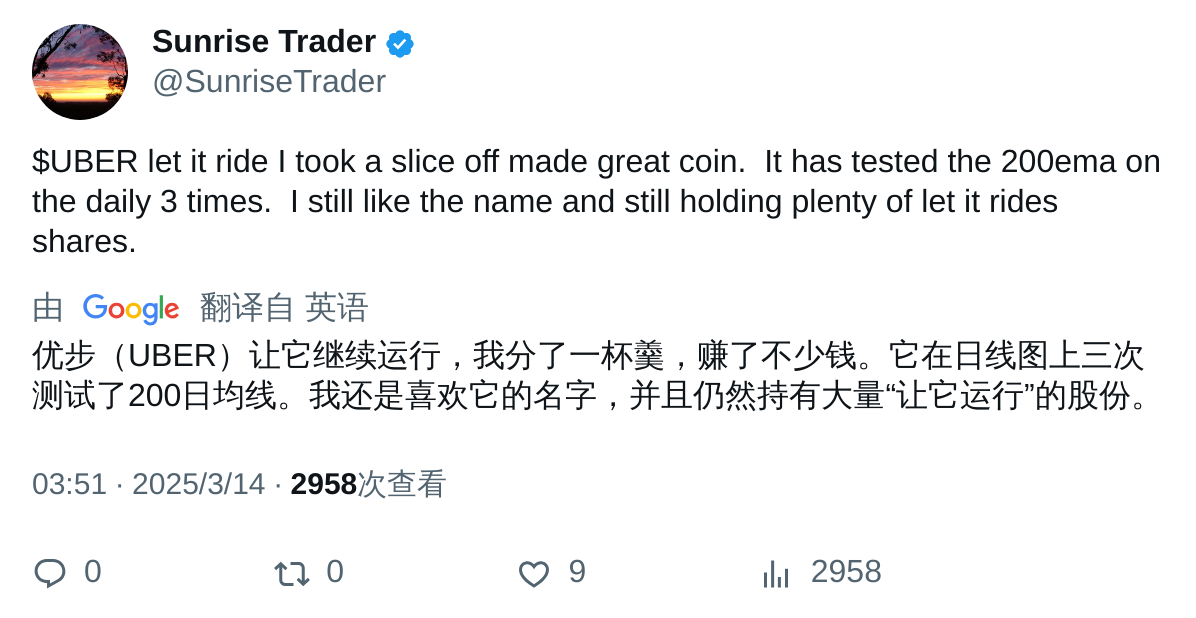 Sunrise Trader
@SunriseTrader
$UBER let it ride I took a slice off made great coin.  It has tested the 200ema on
the daily 3 times.  I still like the name and still holding plenty of let it rides
shares.
由 Google 翻译自 英语
优步（UBER）让它继续运行，我分了一杯羹，赚了不少钱。它在日线图上三次
测试了200日均线。我还是喜欢它的名字，并且仍然持有大量“让它运行”的股份。
03:51 · 2025/3/14 · 2958次查看
0 0 9 2958